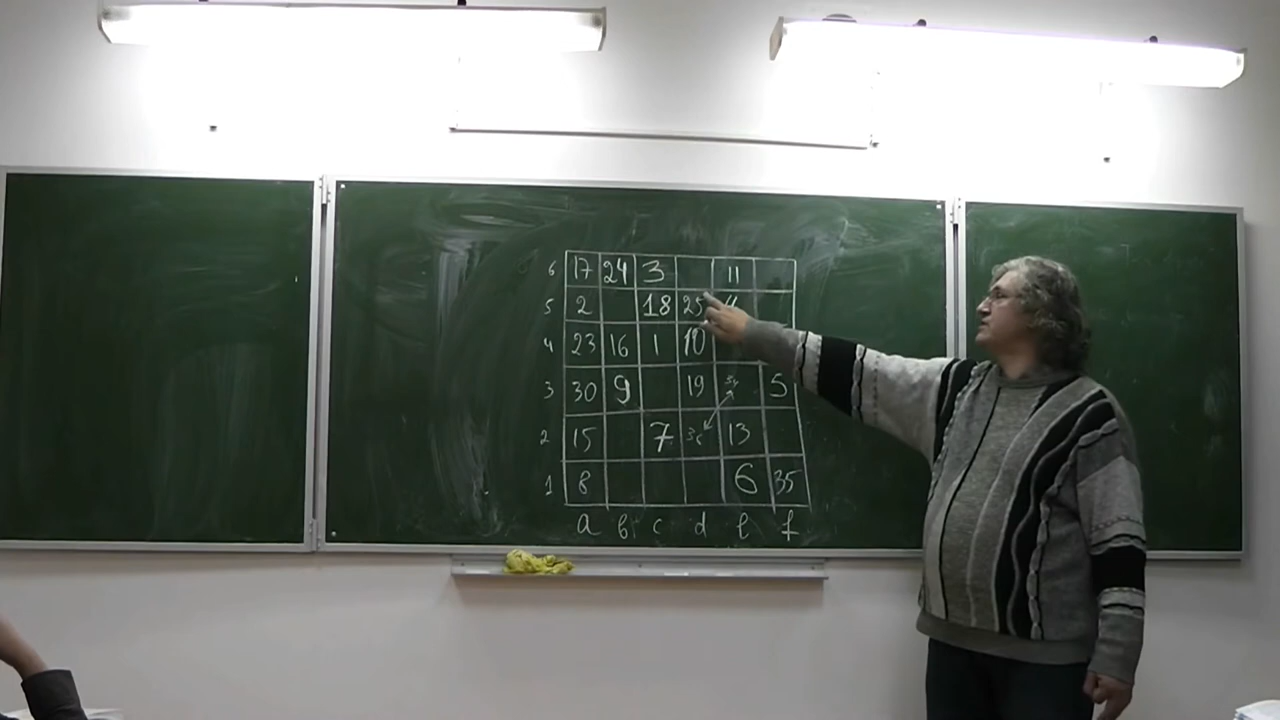 6 17 24 3 11
5 2 18 25
4 23 16 1 10
3 30 9 19 5
2 15 7 36 13
1 8 6 35
a b c d e f